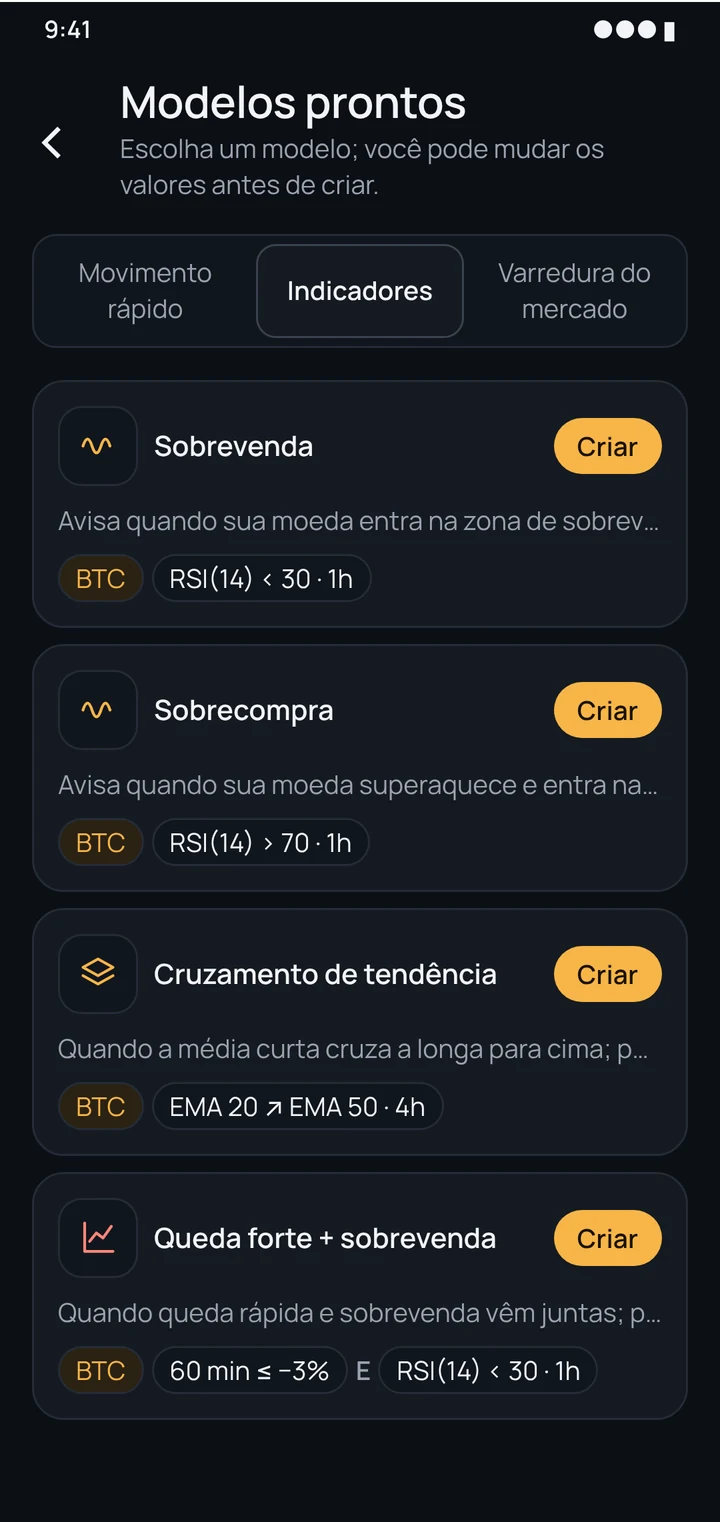 9:41
Modelos prontos
Escolha um modelo; você pode mudar os
valores antes de criar.
Movimento
rápido
Indicadores
Varredura do
mercado
Sobrevenda
Criar
Avisa quando sua moeda entra na zona de sobrev...
BTC
RSI(14) < 30 · 1h
Sobrecompra
Criar
Avisa quando sua moeda superaquece e entra na...
BTC
RSI(14) > 70 · 1h
Cruzamento de tendência
Criar
Quando a média curta cruza a longa para cima; p...
BTC
EMA 20 ↗ EMA 50 · 4h
Queda forte + sobrevenda
Criar
Quando queda rápida e sobrevenda vêm juntas; p...
BTC
60 min ≤ −3%
E
RSI(14) < 30 · 1h